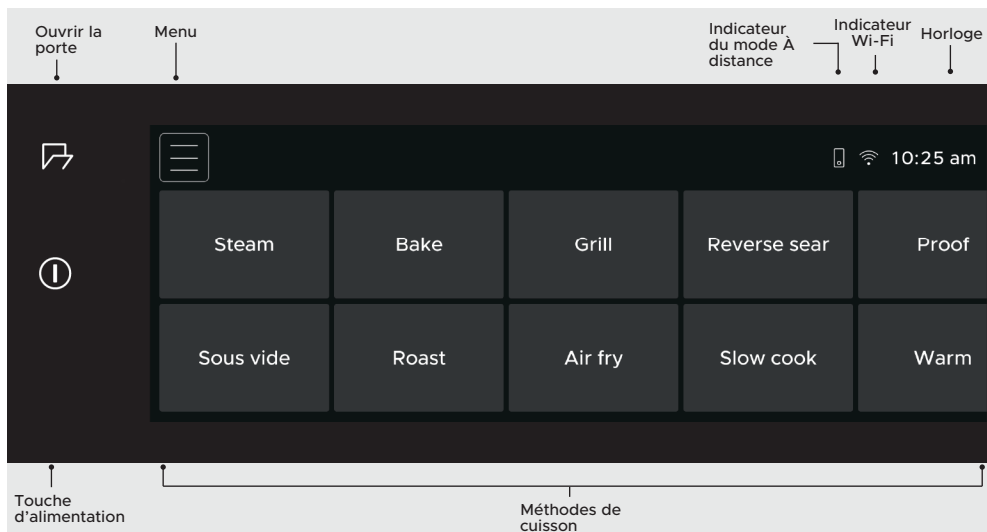 Ouvrir la
porte
Menu
Indicateur
du mode À
distance
Indicateur
Wi-Fi
Horloge
10:25 am
Steam
Bake
Grill
Reverse sear
Proof
Sous vide
Roast
Air fry
Slow cook
Warm
Touche
d'alimentation
Méthodes de
cuisson